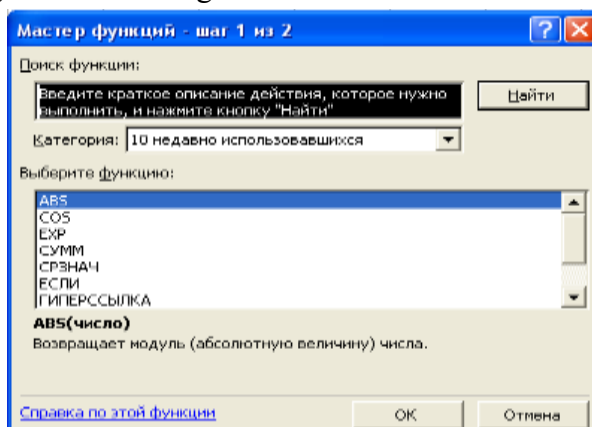 Мастер функций - шаг 1 из 2
Поиск функции:
Введите краткое описание действия, которое нужно
выполнить, и нажмите кнопку "Найти"
Найти
Категория: 10 недавно использовавшихся
Выберите функцию:
ABS
COS
EXP
СУММ
СРЗНАЧ
ЕСЛИ
ГИПЕРССЫЛКА
ABS(число)
Возвращает модуль (абсолютную величину) числа.
Справка по этой функции
ОК
Отмена